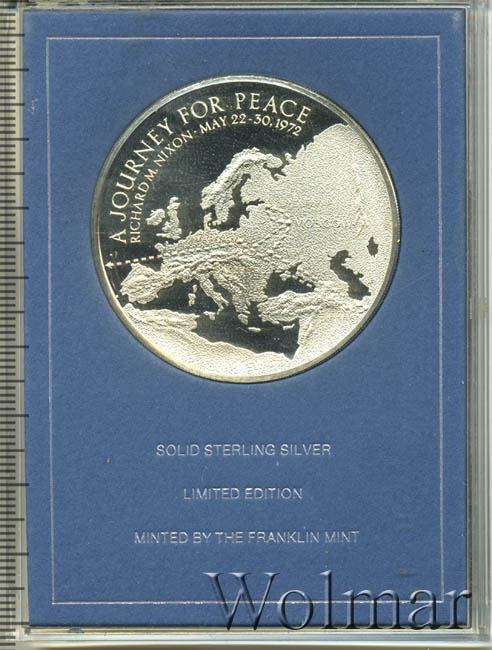 A JOURNEY FOR PEACE
RICHARD M. NIXON · MAY 22-30, 1972
SOLID STERLING SILVER
LIMITED EDITION
MINTED BY THE FRANKLIN MINT
Wolmar